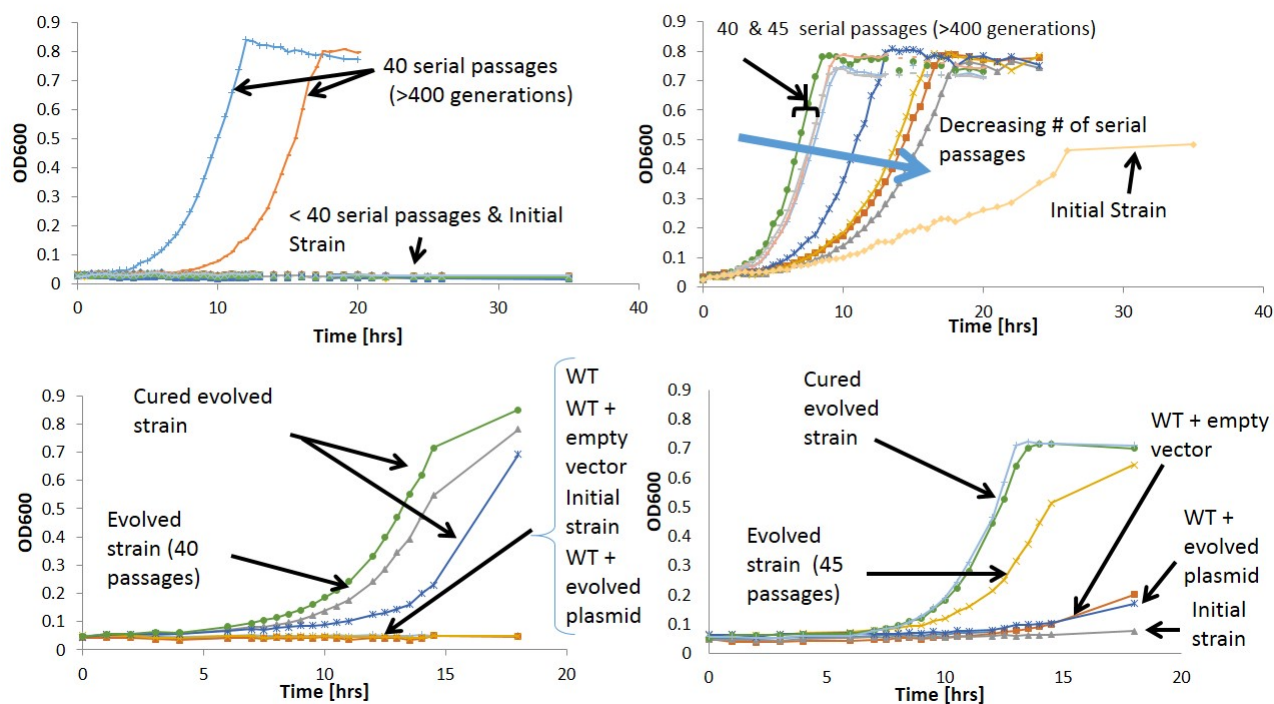 0.9
0.8
0.7
0.6
0.5
0.4
0.3
0.2
0.1
0
OD600
40 serial passages
(>400 generations)
< 40 serial passages & Initial
Strain
0
10
20
30
40
Time [hrs]
0.9
0.8
0.7
0.6
0.5
0.4
0.3
0.2
0.1
0
OD600
40 & 45 serial passages (>400 generations)
Decreasing # of serial
passages
Initial Strain
0
10
20
30
40
Time [hrs]
0.9
0.8
0.7
0.6
0.5
0.4
0.3
0.2
0.1
0
OD600
Cured evolved
strain
Evolved
strain (40
passages)
WT
WT +
empty
vector
Initial
strain
WT +
evolved
plasmid
0
5
10
15
20
Time [hrs]
0.9
0.8
0.7
0.6
0.5
0.4
0.3
0.2
0.1
0
OD600
Cured
evolved
strain
Evolved
strain (45
passages)
WT + empty
vector
WT +
evolved
plasmid
Initial
strain
0
5
10
15
20
Time [hrs]